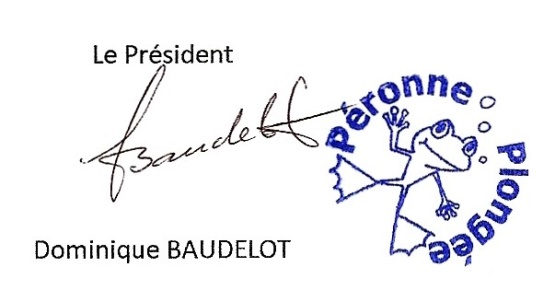 Le Président
Baudelot
Péronne
Plongée
Dominique BAUDELOT